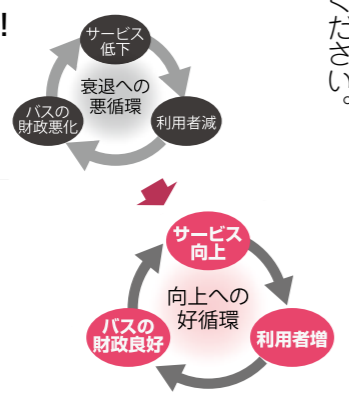 !
サービス
低下
衰退への
悪循環
バスの
財政悪化
利用者減
ください。
サービス
向上
向上への
好循環
バスの
財政良好
利用者増